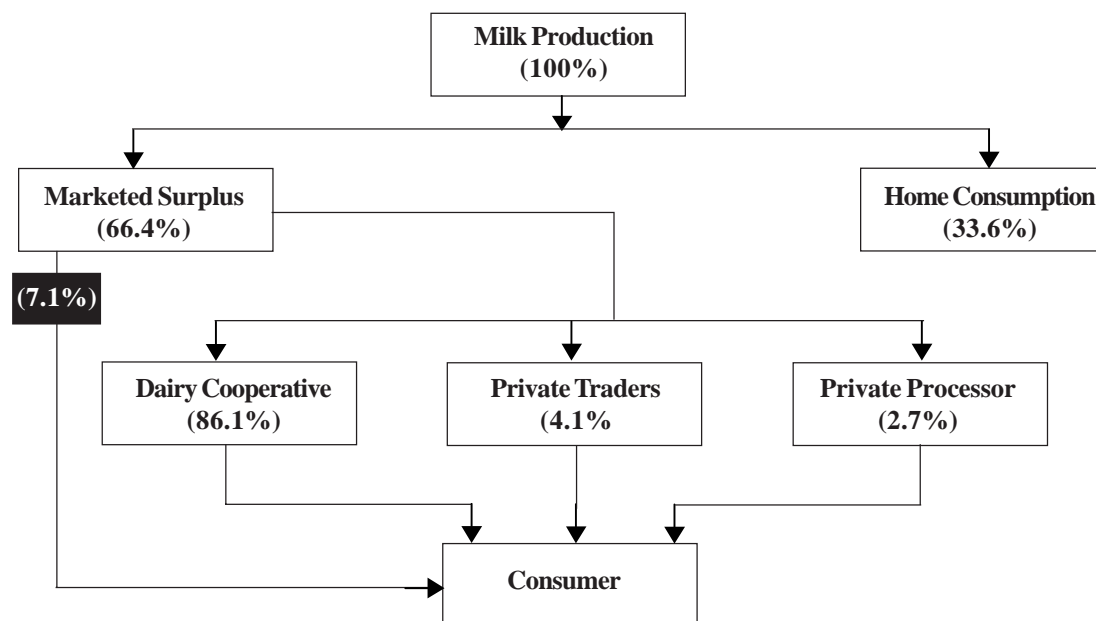 Milk Production
(100%)
Marketed Surplus
(66.4%)
Home Consumption
(33.6%)
(7.1%)
Dairy Cooperative
(86.1%)
Private Traders
(4.1%
Private Processor
(2.7%)
Consumer